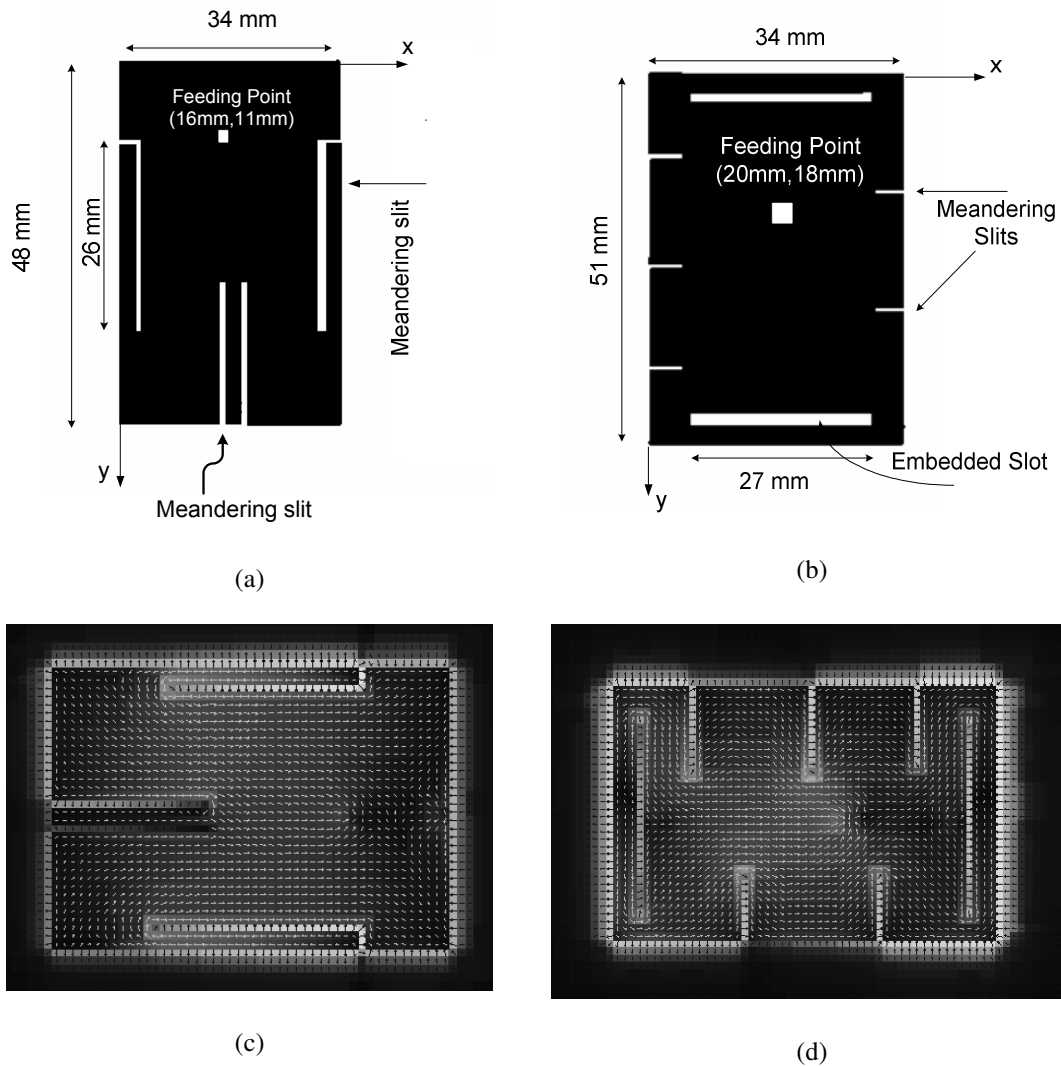 34 mm
x
Feeding Point
(16mm,11mm)
48 mm
26 mm
Meandering slit
y
Meandering slit
(a)
34 mm
x
Feeding Point
(20mm,18mm)
51 mm
Meandering
Slits
Embedded Slot
27 mm
y
(b)
(c)
(d)